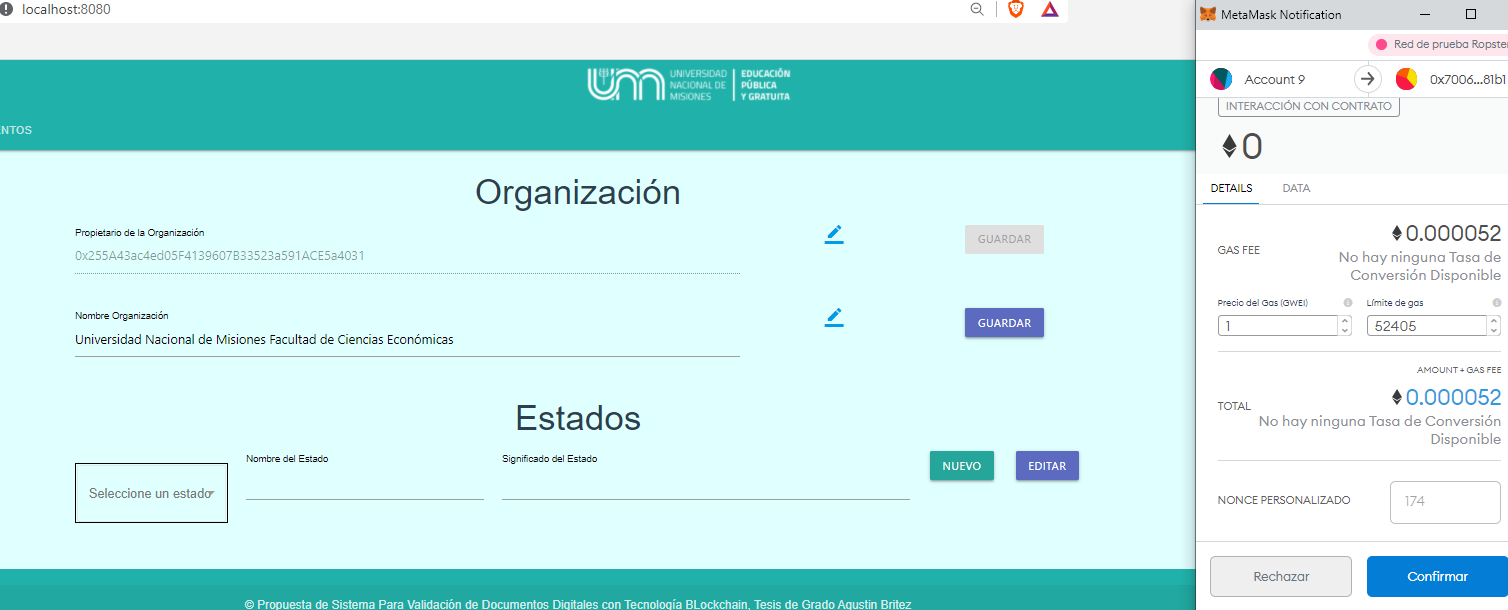 localhost:8080
UNIVERSIDAD
NACIONAL DE
MISIONES
EDUCACIÓN
PÚBLICA
Y GRATUITA
NTOS
Organización
Propietario de la Organización
0x255A43ac4ed05F4139607B33523a591ACE5a4031
GUARDAR
Nombre Organización
Universidad Nacional de Misiones Facultad de Ciencias Económicas
GUARDAR
Estados
Seleccione un estado
Nombre del Estado
Significado del Estado
NUEVO
EDITAR
© Propuesta de Sistema Para Validación de Documentos Digitales con Tecnología BLockchain, Tesis de Grado Agustin Britez
MetaMask Notification
Red de prueba Ropste
Account 9
0x7006...81b1
INTERACCIÓN CON CONTRATO
0
DETAILS
DATA
GAS FEE
0.000052
No hay ninguna Tasa de
Conversión Disponible
Precio del Gas (GWEI)
Límite de gas
1
52405
AMOUNT + GAS FEE
TOTAL
0.000052
No hay ninguna Tasa de Conversión
Disponible
NONCE PERSONALIZADO
174
Rechazar
Confirmar